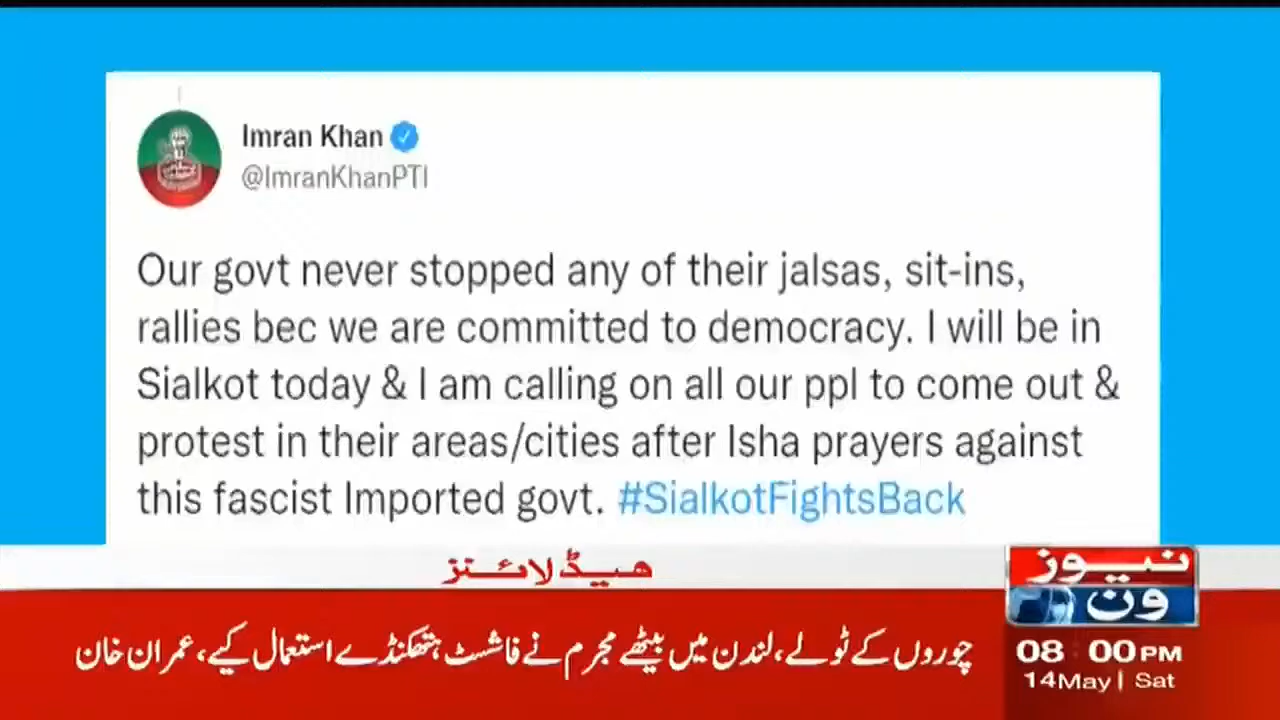 Imran Khan
@ImranKhanPTI
Our govt never stopped any of their jalsas, sit-ins,
rallies bec we are committed to democracy. I will be in
Sialkot today & I am calling on all our ppl to come out &
protest in their areas/cities after Isha prayers against
this fascist Imported govt. #SialkotFightsBack
ہیڈلائنز
نیوز
ون
چوروں کے ٹولے، لندن میں بیٹھے مجرم نے فاشسٹ ہتھکنڈے استعمال کیے، عمران خان
08 00PM
14May| Sat